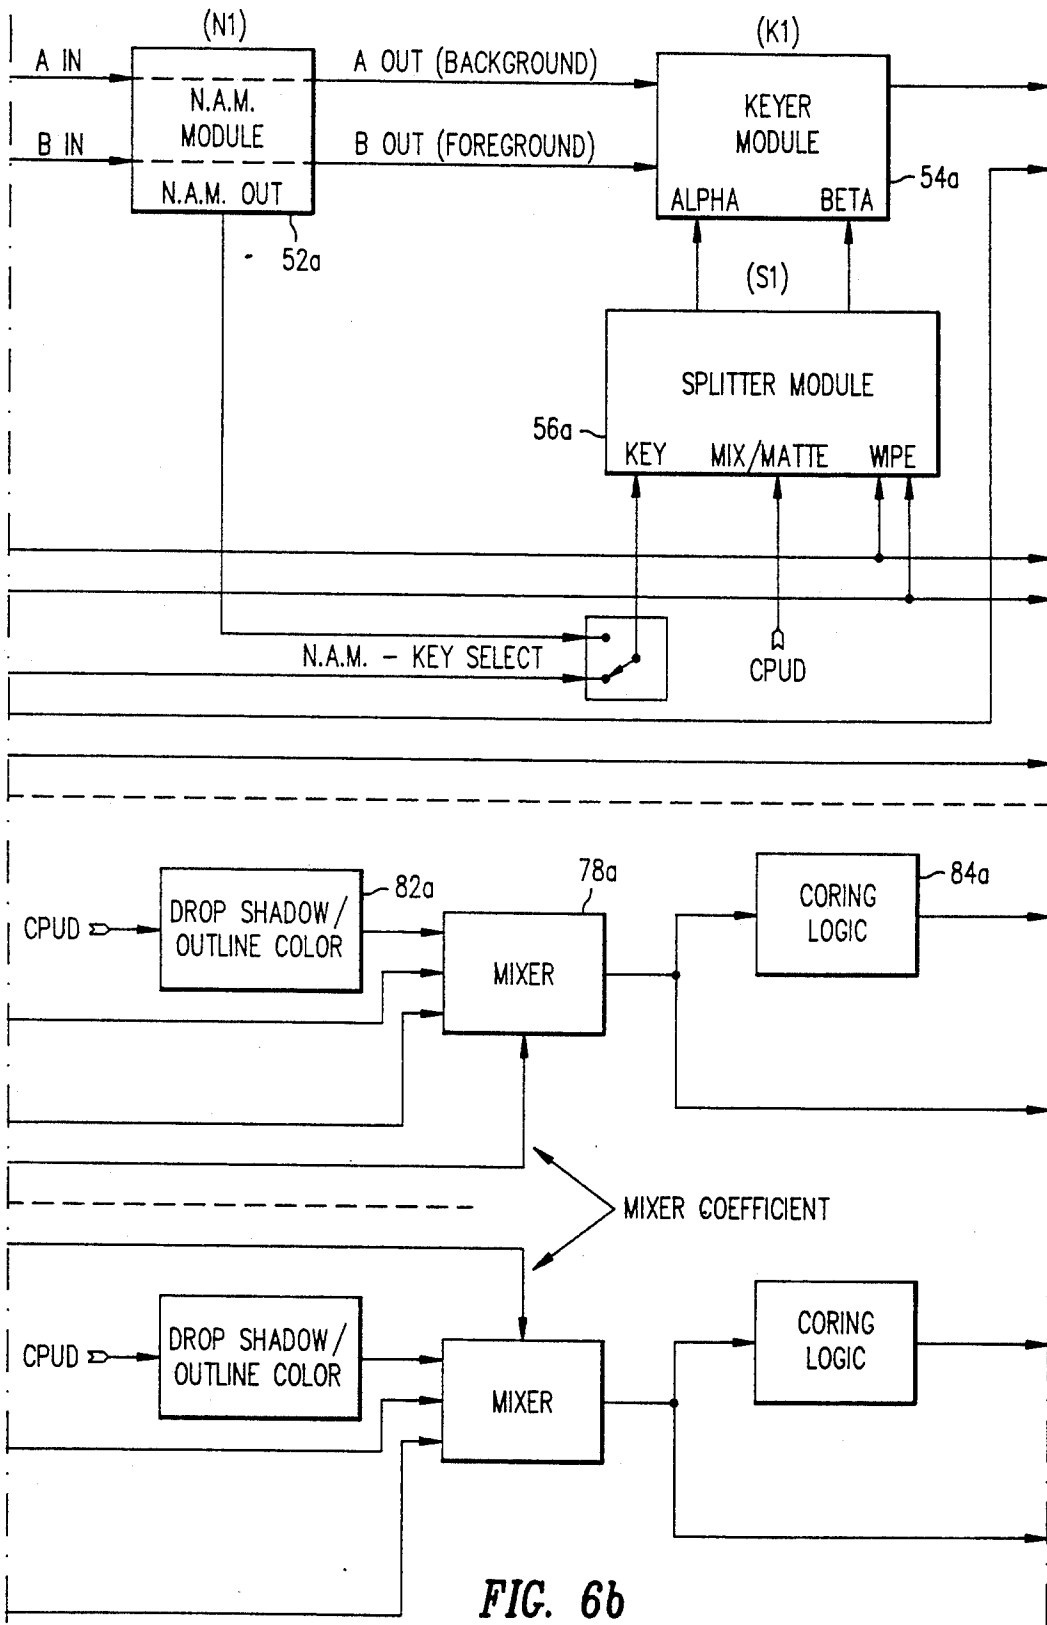 (N1)
(K1)
A IN
A OUT (BACKGROUND)
N.A.M.
MODULE
KEYER
MODULE
B IN
B OUT (FOREGROUND)
N.A.M. OUT
54a
ALPHA
BETA
52a
(S1)
SPLITTER MODULE
56a
KEY
MIX/MATTE
WIPE
N.A.M. - KEY SELECT
CPUD
82a
78a
84a
CPUD
DROP SHADOW/
OUTLINE COLOR
MIXER
CORING
LOGIC
MIXER COEFFICIENT
CPUD
DROP SHADOW/
OUTLINE COLOR
MIXER
CORING
LOGIC
FIG. 6b